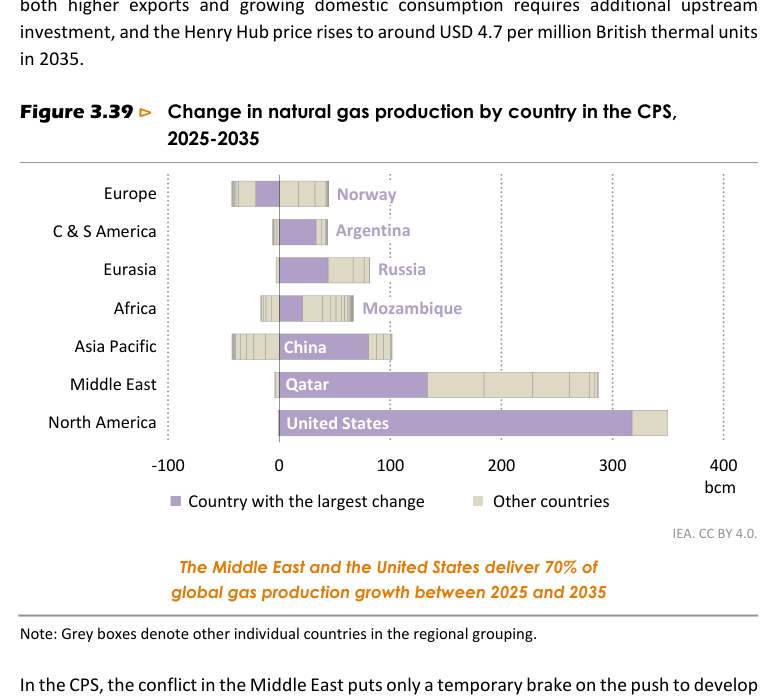 both higher exports and growing domestic consumption requires additional upstream
investment, and the Henry Hub price rises to around USD 4.7 per million British thermal units
in 2035.
Figure 3.39 ⊳ Change in natural gas production by country in the CPS,
2025-2035
Europe Norway
C & S America Argentina
Eurasia Russia
Africa Mozambique
Asia Pacific China
Middle East Qatar
North America United States
-100 0 100 200 300 400
bcm
Country with the largest change Other countries
IEA. CC BY 4.0.
The Middle East and the United States deliver 70% of
global gas production growth between 2025 and 2035
Note: Grey boxes denote other individual countries in the regional grouping.
In the CPS, the conflict in the Middle East puts only a temporary brake on the push to develop